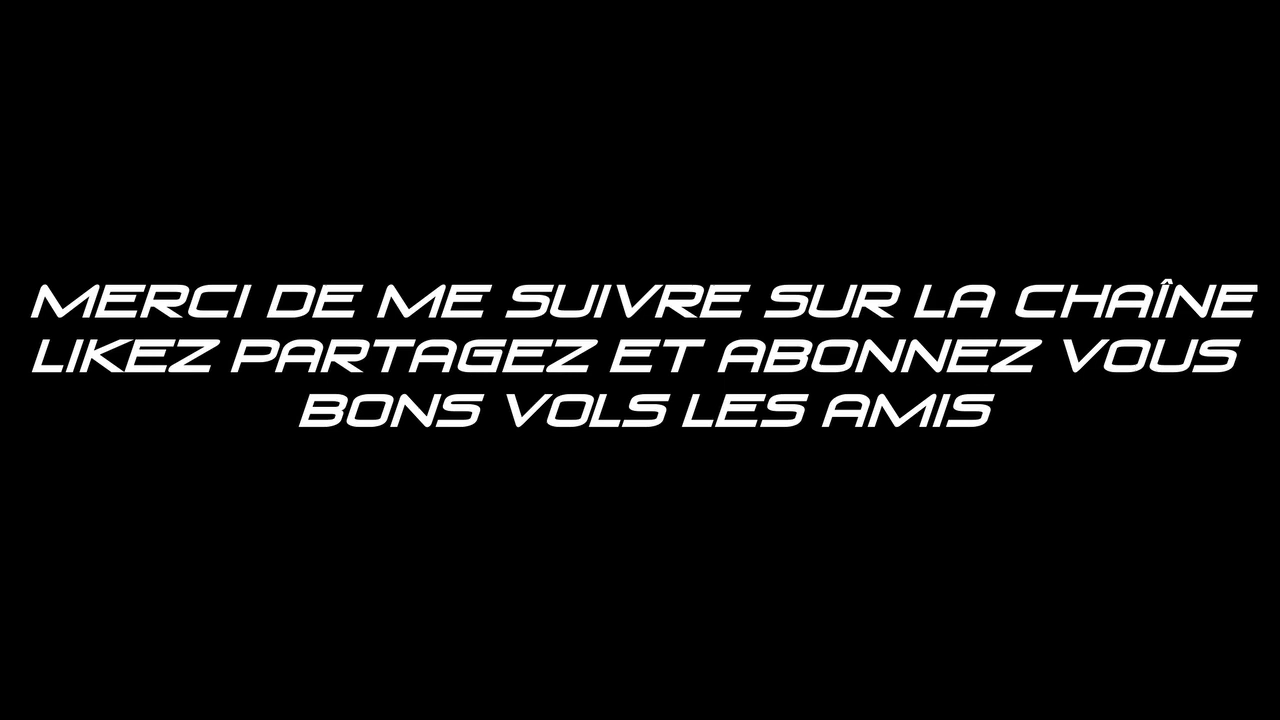 MERCI DE ME SUIVRE SUR LA CHAÎNE
LIKEZ PARTAGEZ ET ABONNEZ VOUS
BONS VOLS LES AMIS